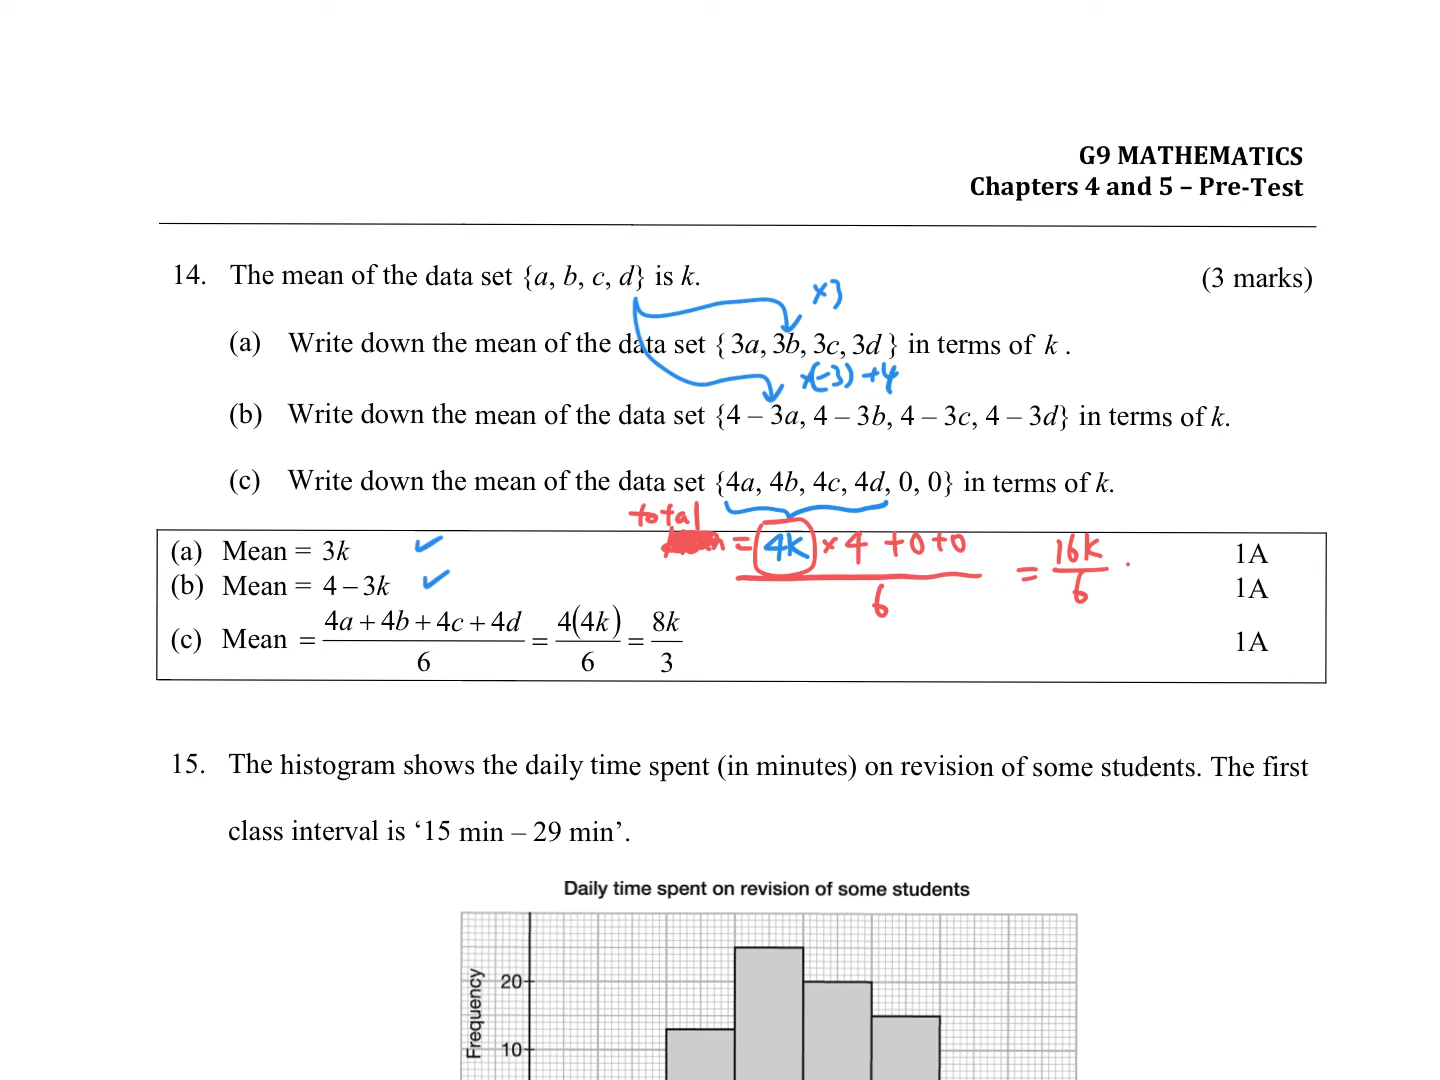 G9 MATHEMATICS
Chapters 4 and 5 – Pre-Test
14. The mean of the data set {a, b, c, d} is k. (3 marks)
×3
(a) Write down the mean of the data set { 3a, 3b, 3c, 3d } in terms of k .
×(-3) +4
(b) Write down the mean of the data set {4 – 3a, 4 – 3b, 4 – 3c, 4 – 3d} in terms of k.
(c) Write down the mean of the data set {4a, 4b, 4c, 4d, 0, 0} in terms of k.
total = (4k × 4 + 0 + 0)/6 = 16k/6 .
(a) Mean = 3k ✓ 1A
(b) Mean = 4 – 3k ✓ 1A
(c) Mean = (4a + 4b + 4c + 4d)/6 = 4(4k)/6 = 8k/3 1A
15. The histogram shows the daily time spent (in minutes) on revision of some students. The first
class interval is ‘15 min – 29 min’.
Daily time spent on revision of some students
Frequency
20
10